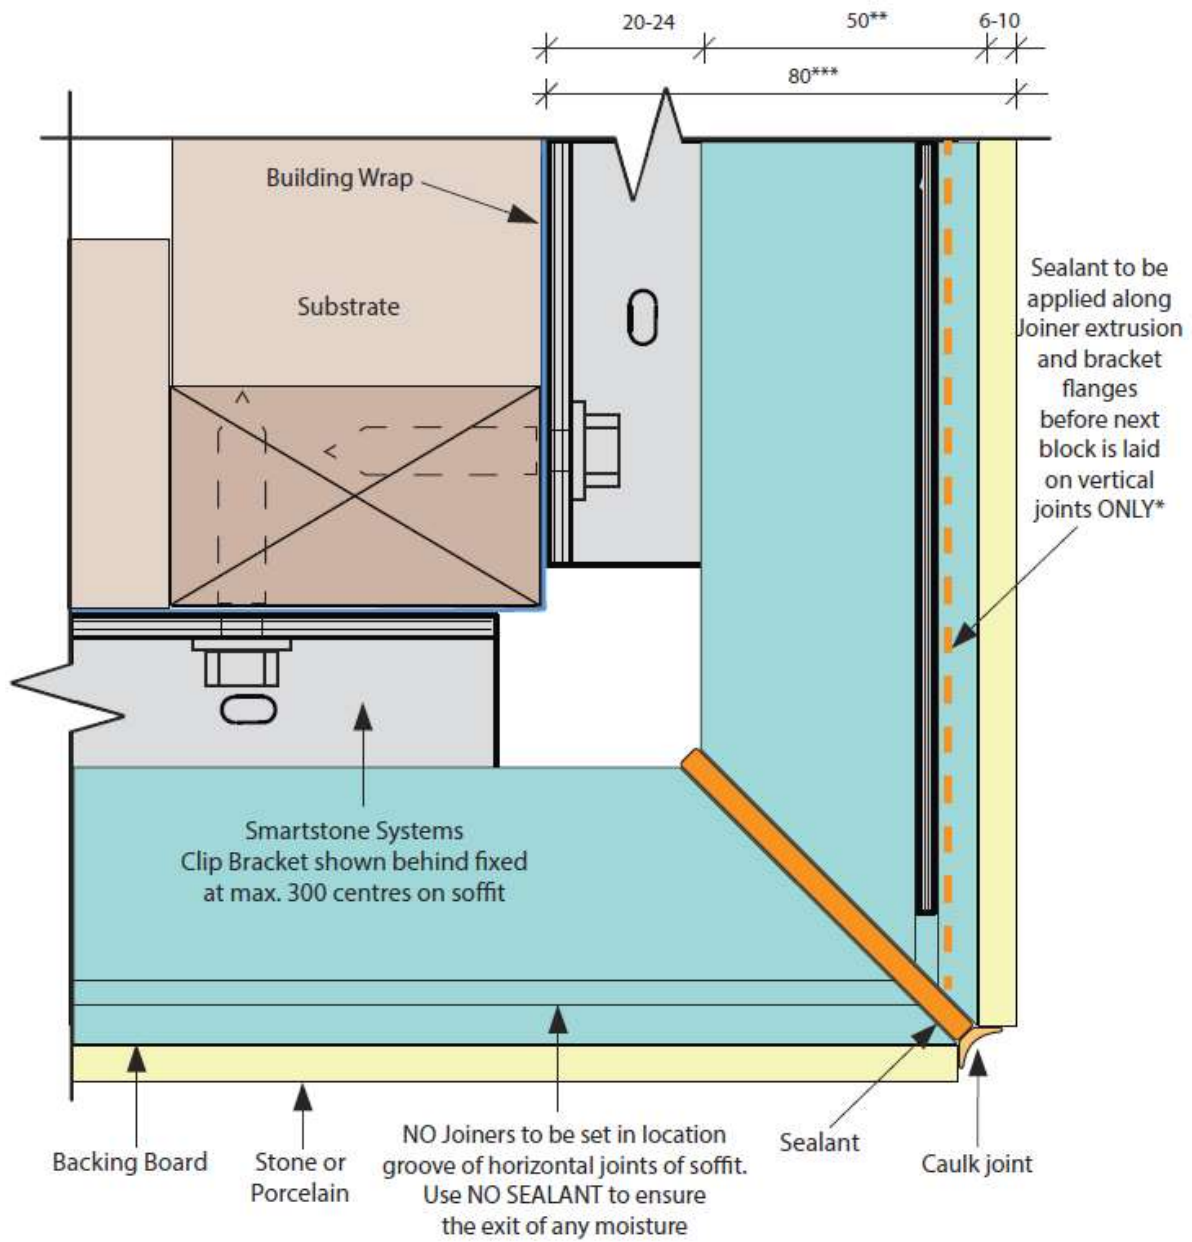 20-24
50**
6-10
80***
Building Wrap
Substrate
Sealant to be
applied along
Joiner extrusion
and bracket
flanges
before next
block is laid
on vertical
joints ONLY*
Smartstone Systems
Clip Bracket shown behind fixed
at max. 300 centres on soffit
Backing Board
Stone or
Porcelain
NO Joiners to be set in location
groove of horizontal joints of soffit.
Use NO SEALANT to ensure
the exit of any moisture
Sealant
Caulk joint